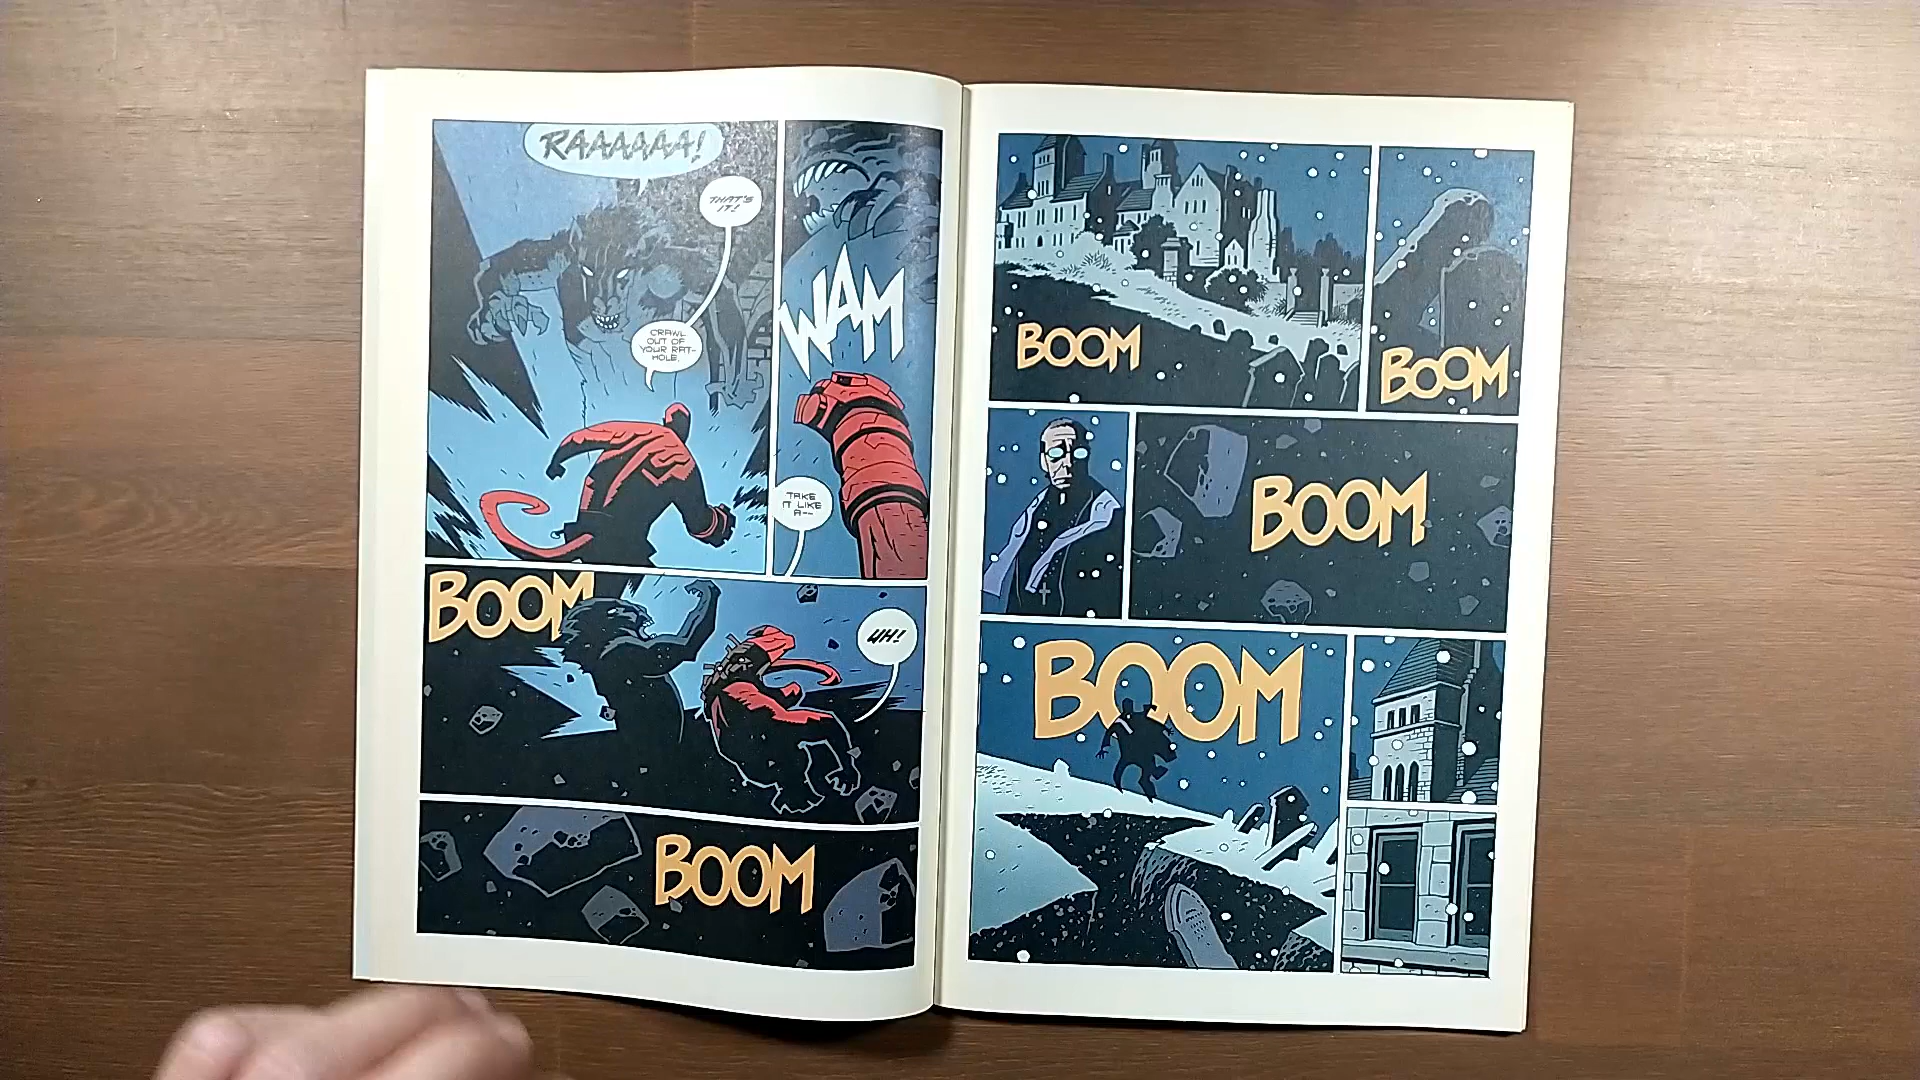 RAAAAAA!
THAT'S
IT!
CRAWL
OUT OF
YOUR RAT-
HOLE.
WAM
TAKE
IT LIKE
A--
BOOM
UH!
BOOM
BOOM
BOOM
BOOM
BOOM